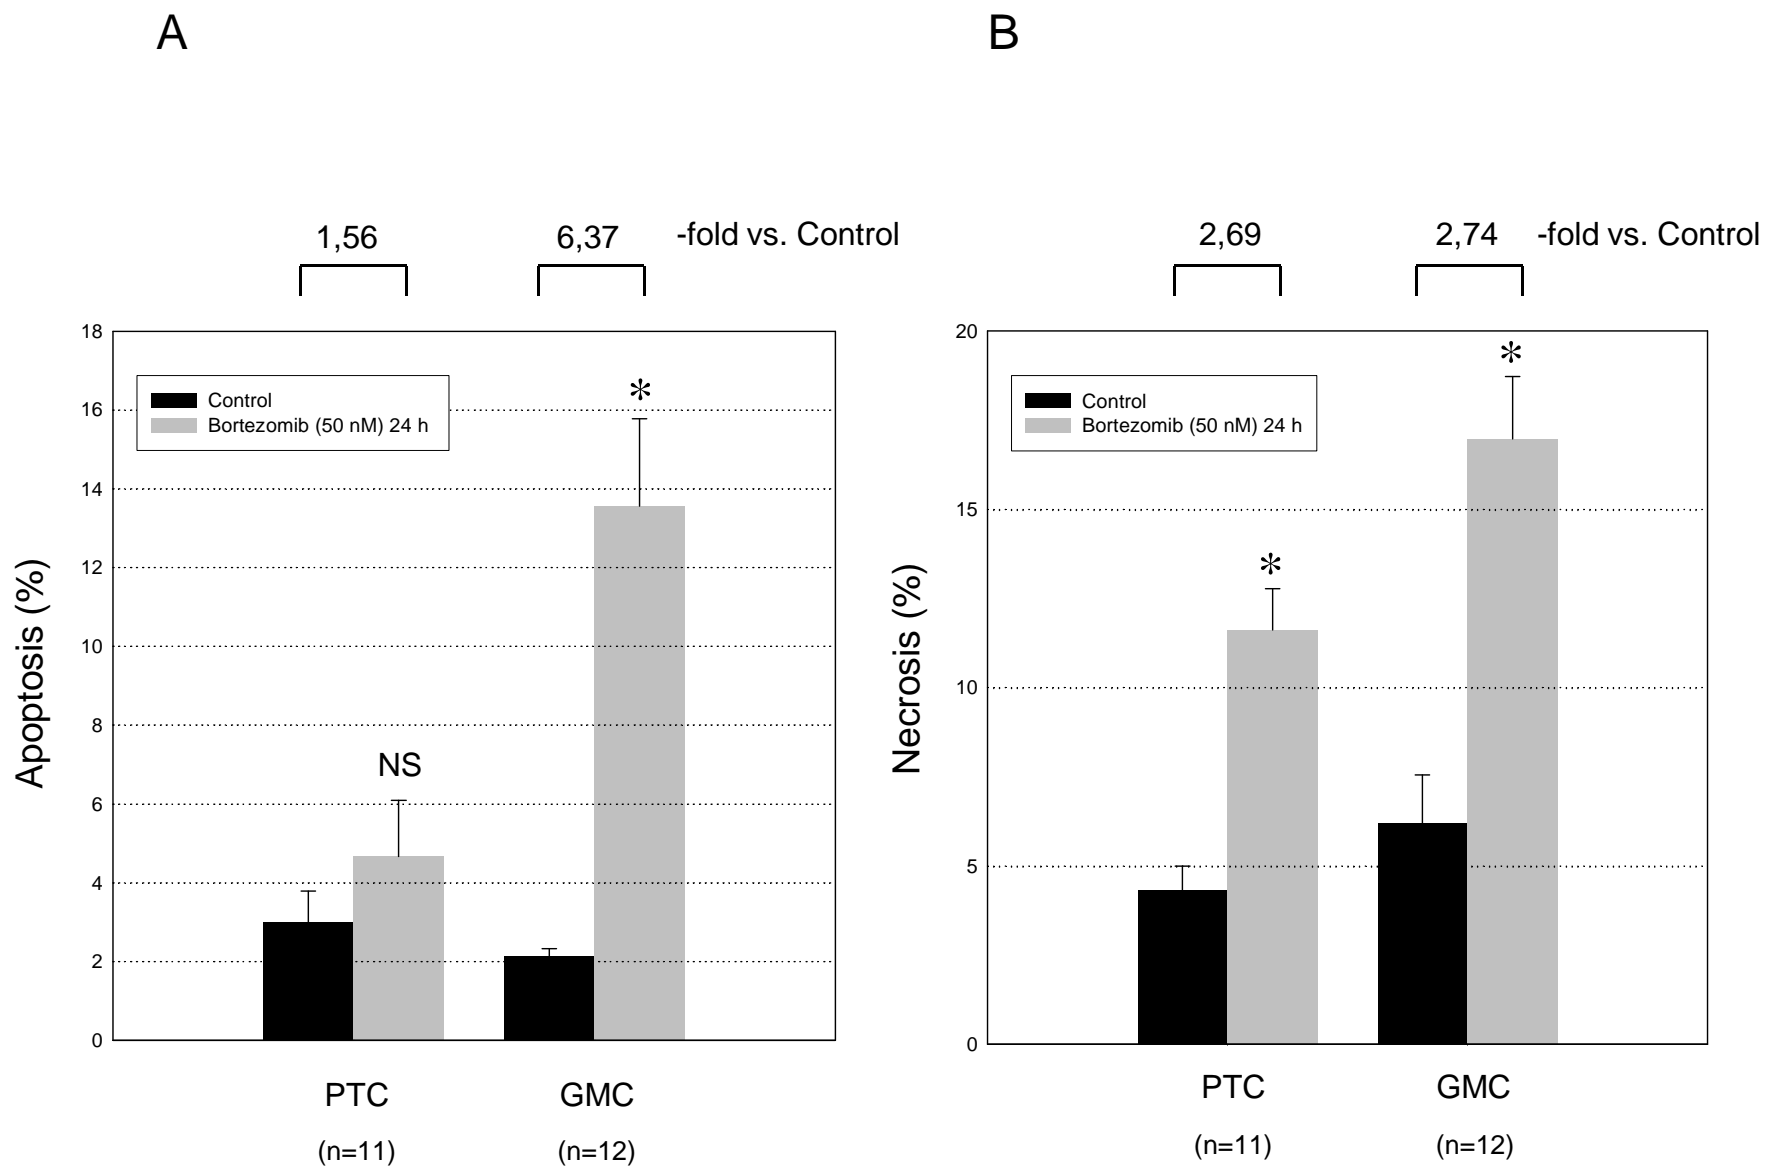 A
1,56 6,37 -fold vs. Control
18
16
14
12
10
8
6
4
2
0
Apoptosis (%)
Control
Bortezomib (50 nM) 24 h
NS
*
PTC GMC
(n=11) (n=12)
B
2,69 2,74 -fold vs. Control
20
15
10
5
0
Necrosis (%)
Control
Bortezomib (50 nM) 24 h
*
*
PTC GMC
(n=11) (n=12)